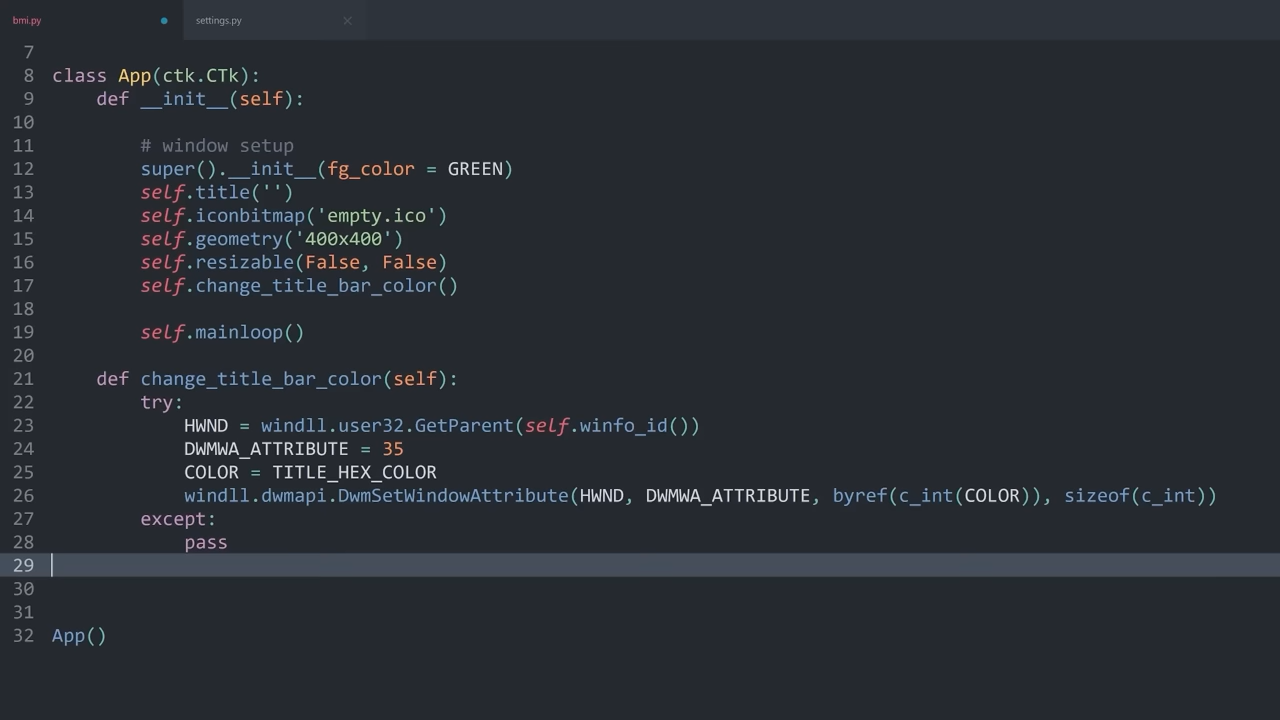 bmi.py
settings.py
7
8 class App(ctk.CTk):
9     def __init__(self):
10
11         # window setup
12         super().__init__(fg_color = GREEN)
13         self.title('')
14         self.iconbitmap('empty.ico')
15         self.geometry('400x400')
16         self.resizable(False, False)
17         self.change_title_bar_color()
18
19         self.mainloop()
20
21     def change_title_bar_color(self):
22         try:
23             HWND = windll.user32.GetParent(self.winfo_id())
24             DWMWA_ATTRIBUTE = 35
25             COLOR = TITLE_HEX_COLOR
26             windll.dwmapi.DwmSetWindowAttribute(HWND, DWMWA_ATTRIBUTE, byref(c_int(COLOR)), sizeof(c_int))
27         except:
28             pass
29
30
31
32 App()